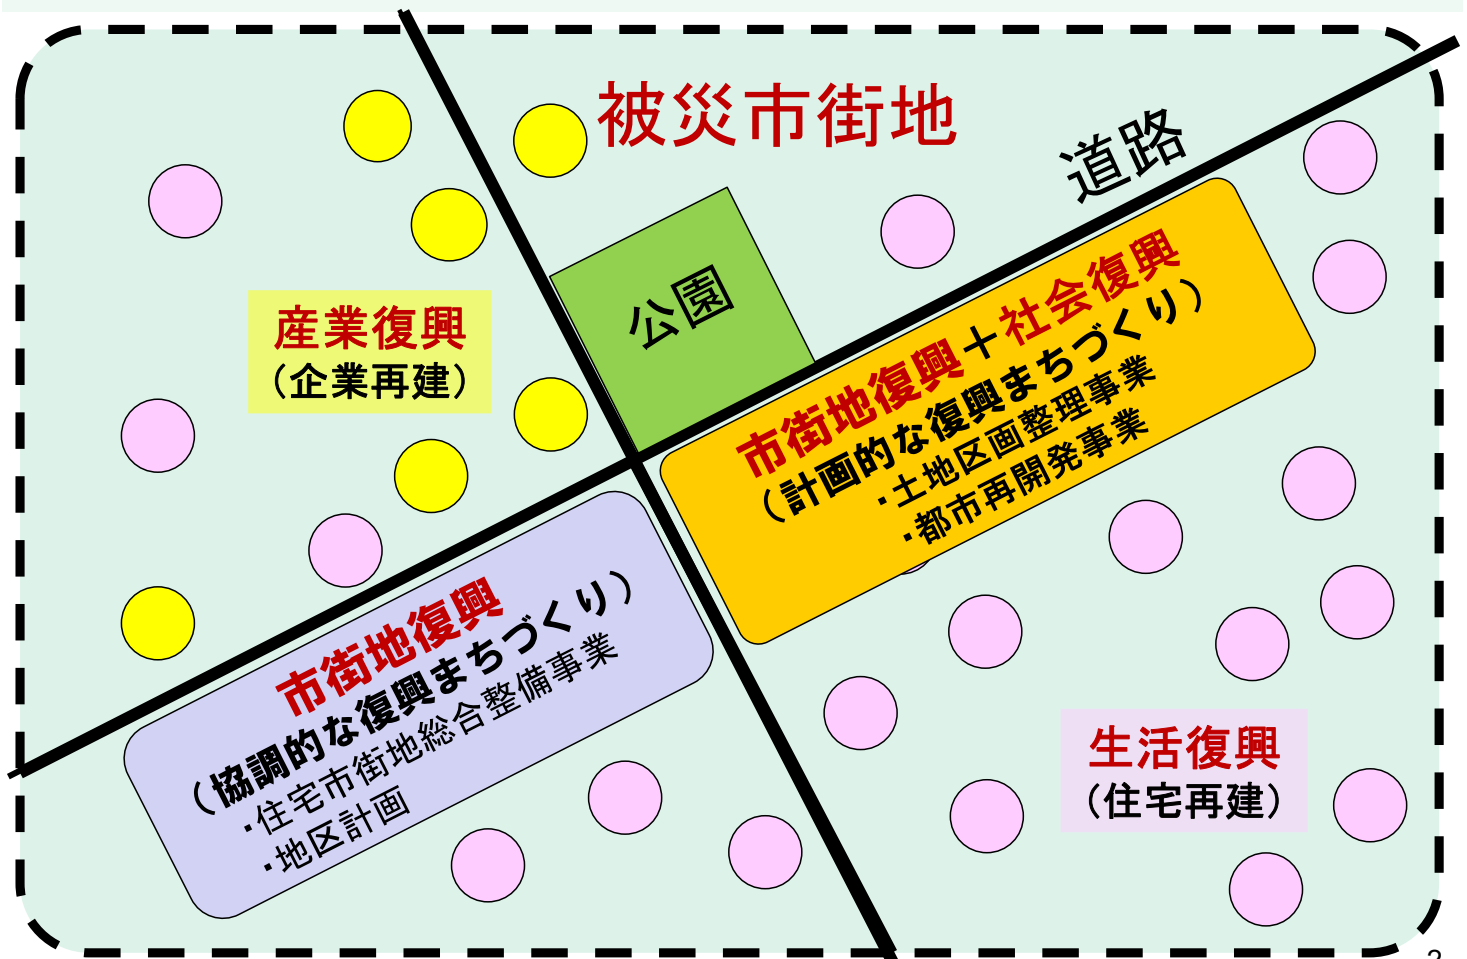 被災市街地
道路
公園
産業復興
（企業再建）
市街地復興＋社会復興
（計画的な復興まちづくり）
・土地区画整理事業
・都市再開発事業
市街地復興
（協調的な復興まちづくり）
・住宅市街地総合整備事業
・地区計画
生活復興
（住宅再建）